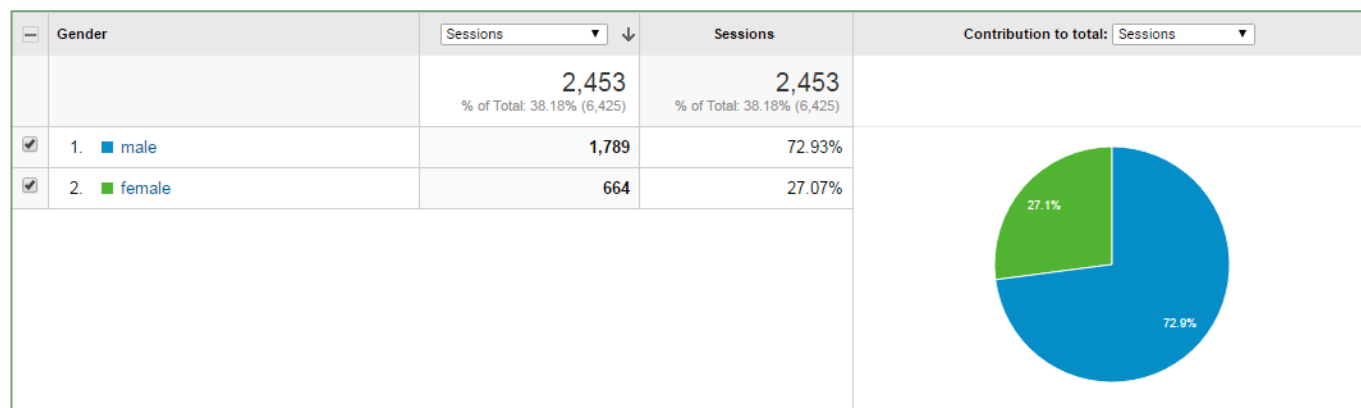 Gender Sessions Sessions Contribution to total: Sessions
2,453 2,453
% of Total: 38.18% (6,425) % of Total: 38.18% (6,425)
1. male 1,789 72.93%
2. female 664 27.07%
27.1%
72.9%